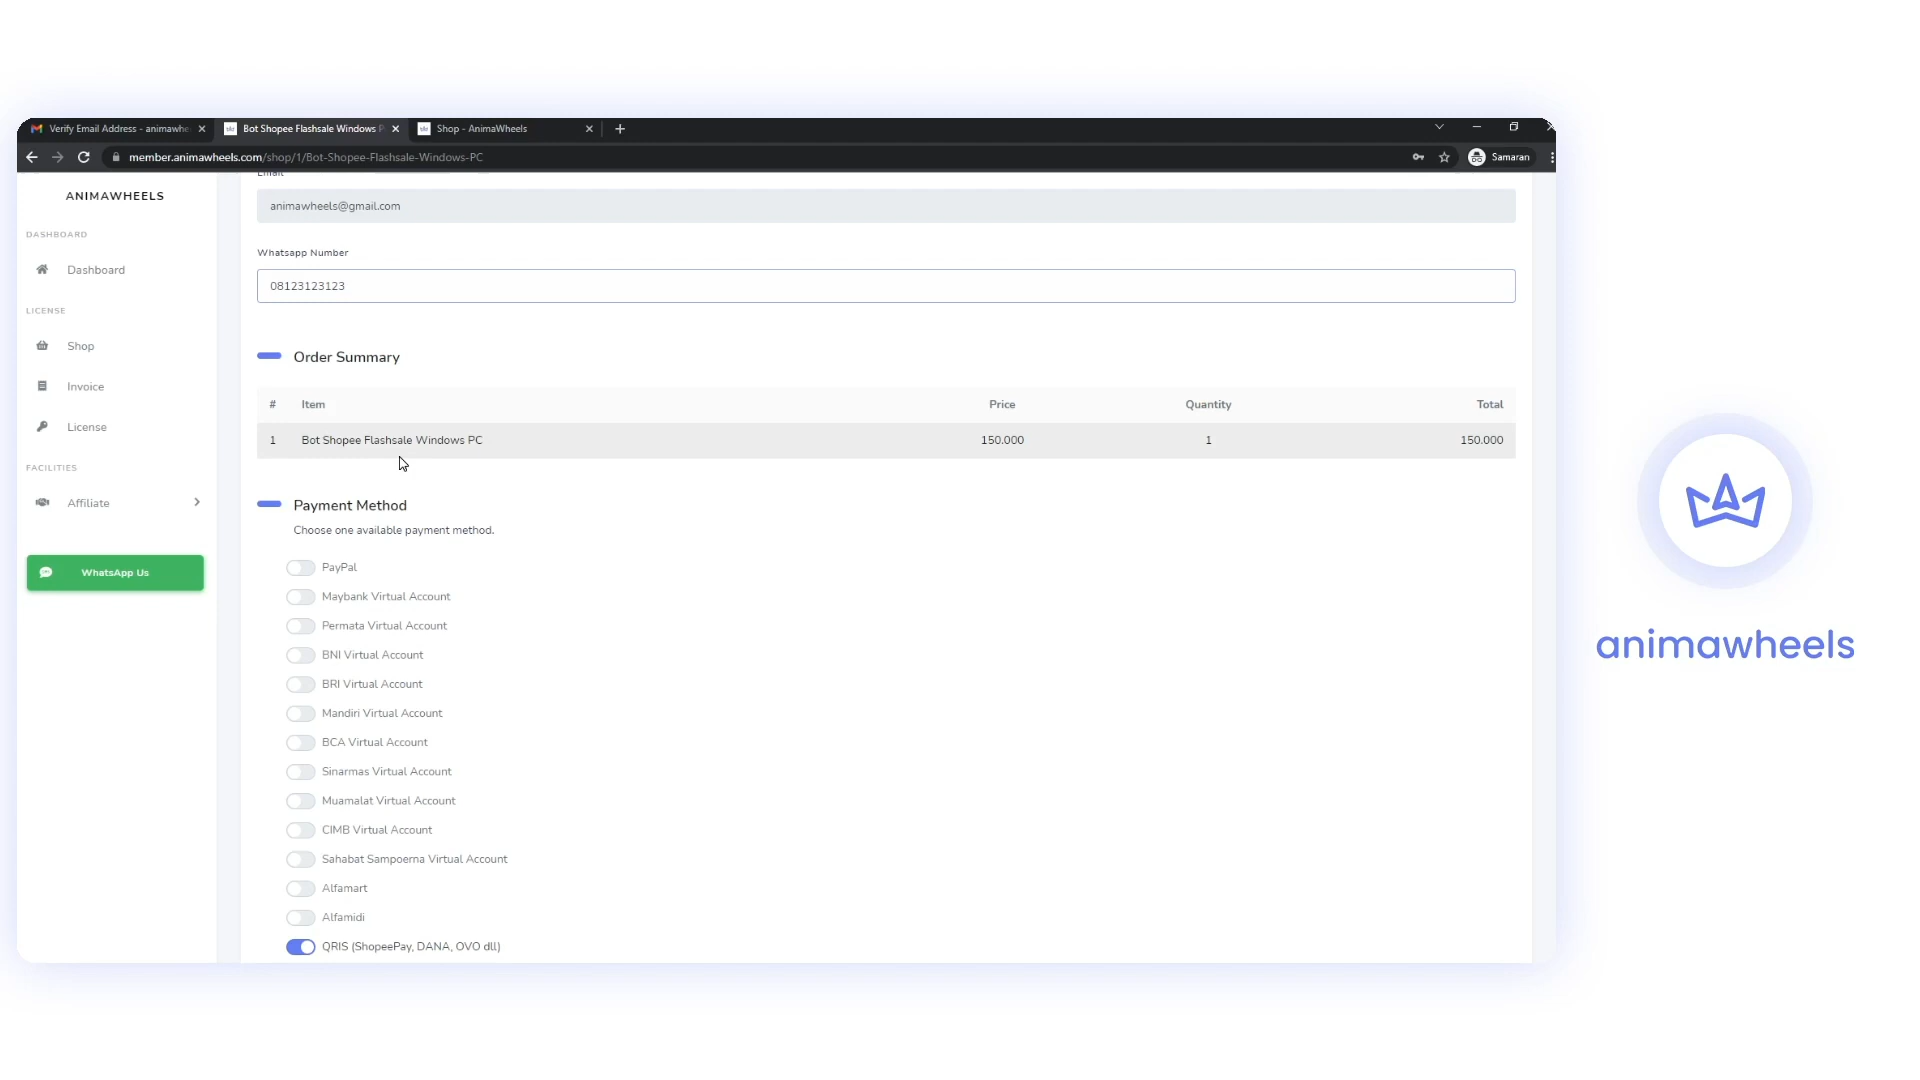 Verify Email Address - animawhe
Bot Shopee Flashsale Windows P
Shop - AnimaWheels
member.animawheels.com/shop/1/Bot-Shopee-Flashsale-Windows-PC
Samaran
ANIMAWHEELS
DASHBOARD
Dashboard
LICENSE
Shop
Invoice
License
FACILITIES
Affiliate
WhatsApp Us
Email
animawheels@gmail.com
Whatsapp Number
08123123123
Order Summary
# Item Price Quantity Total
1 Bot Shopee Flashsale Windows PC 150.000 1 150.000
Payment Method
Choose one available payment method.
PayPal
Maybank Virtual Account
Permata Virtual Account
BNI Virtual Account
BRI Virtual Account
Mandiri Virtual Account
BCA Virtual Account
Sinarmas Virtual Account
Muamalat Virtual Account
CIMB Virtual Account
Sahabat Sampoerna Virtual Account
Alfamart
Alfamidi
QRIS (ShopeePay, DANA, OVO dll)
animawheels